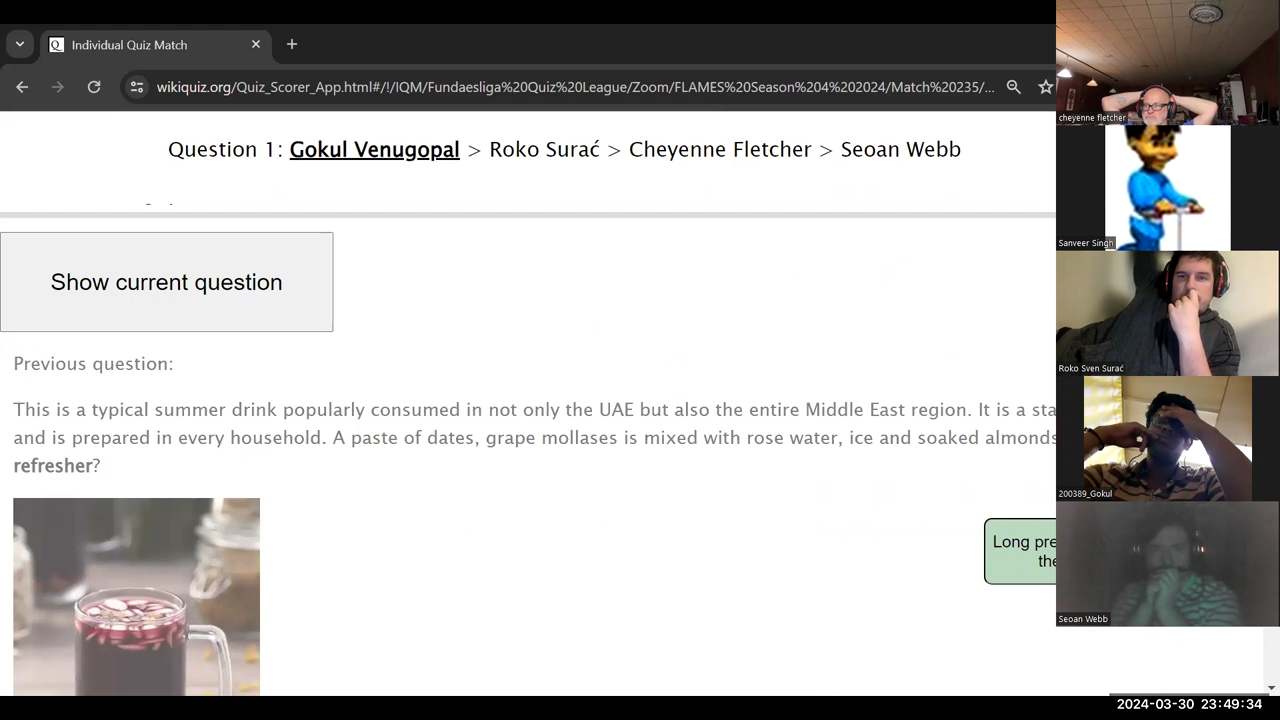 Individual Quiz Match
wikiquiz.org/Quiz_Scorer_App.html#/!/IQM/Fundaesliga%20Quiz%20League/Zoom/FLAMES%20Season%204%202024/Match%20235/...
Question 1: Gokul Venugopal > Roko Surać > Cheyenne Fletcher > Seoan Webb
Show current question
Previous question:
This is a typical summer drink popularly consumed in not only the UAE but also the entire Middle East region. It is a
and is prepared in every household. A paste of dates, grape mollases is mixed with rose water, ice and soaked almonds
refresher?
Long
cheyenne fletcher
Sanveer Singh
Roko Sven Surać
200389_Gokul
Seoan Webb
2024-03-30 23:49:34